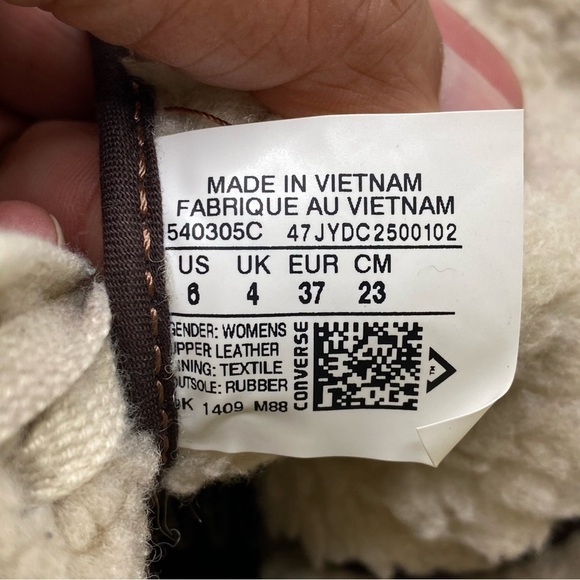 MADE IN VIETNAM
FABRIQUE AU VIETNAM
540305C 47JYDC2500102
US UK EUR CM
6 4 37 23
GENDER: WOMENS
UPPER LEATHER
LINING: TEXTILE
OUTSOLE: RUBBER
1409 M88
CONVERSE
TM